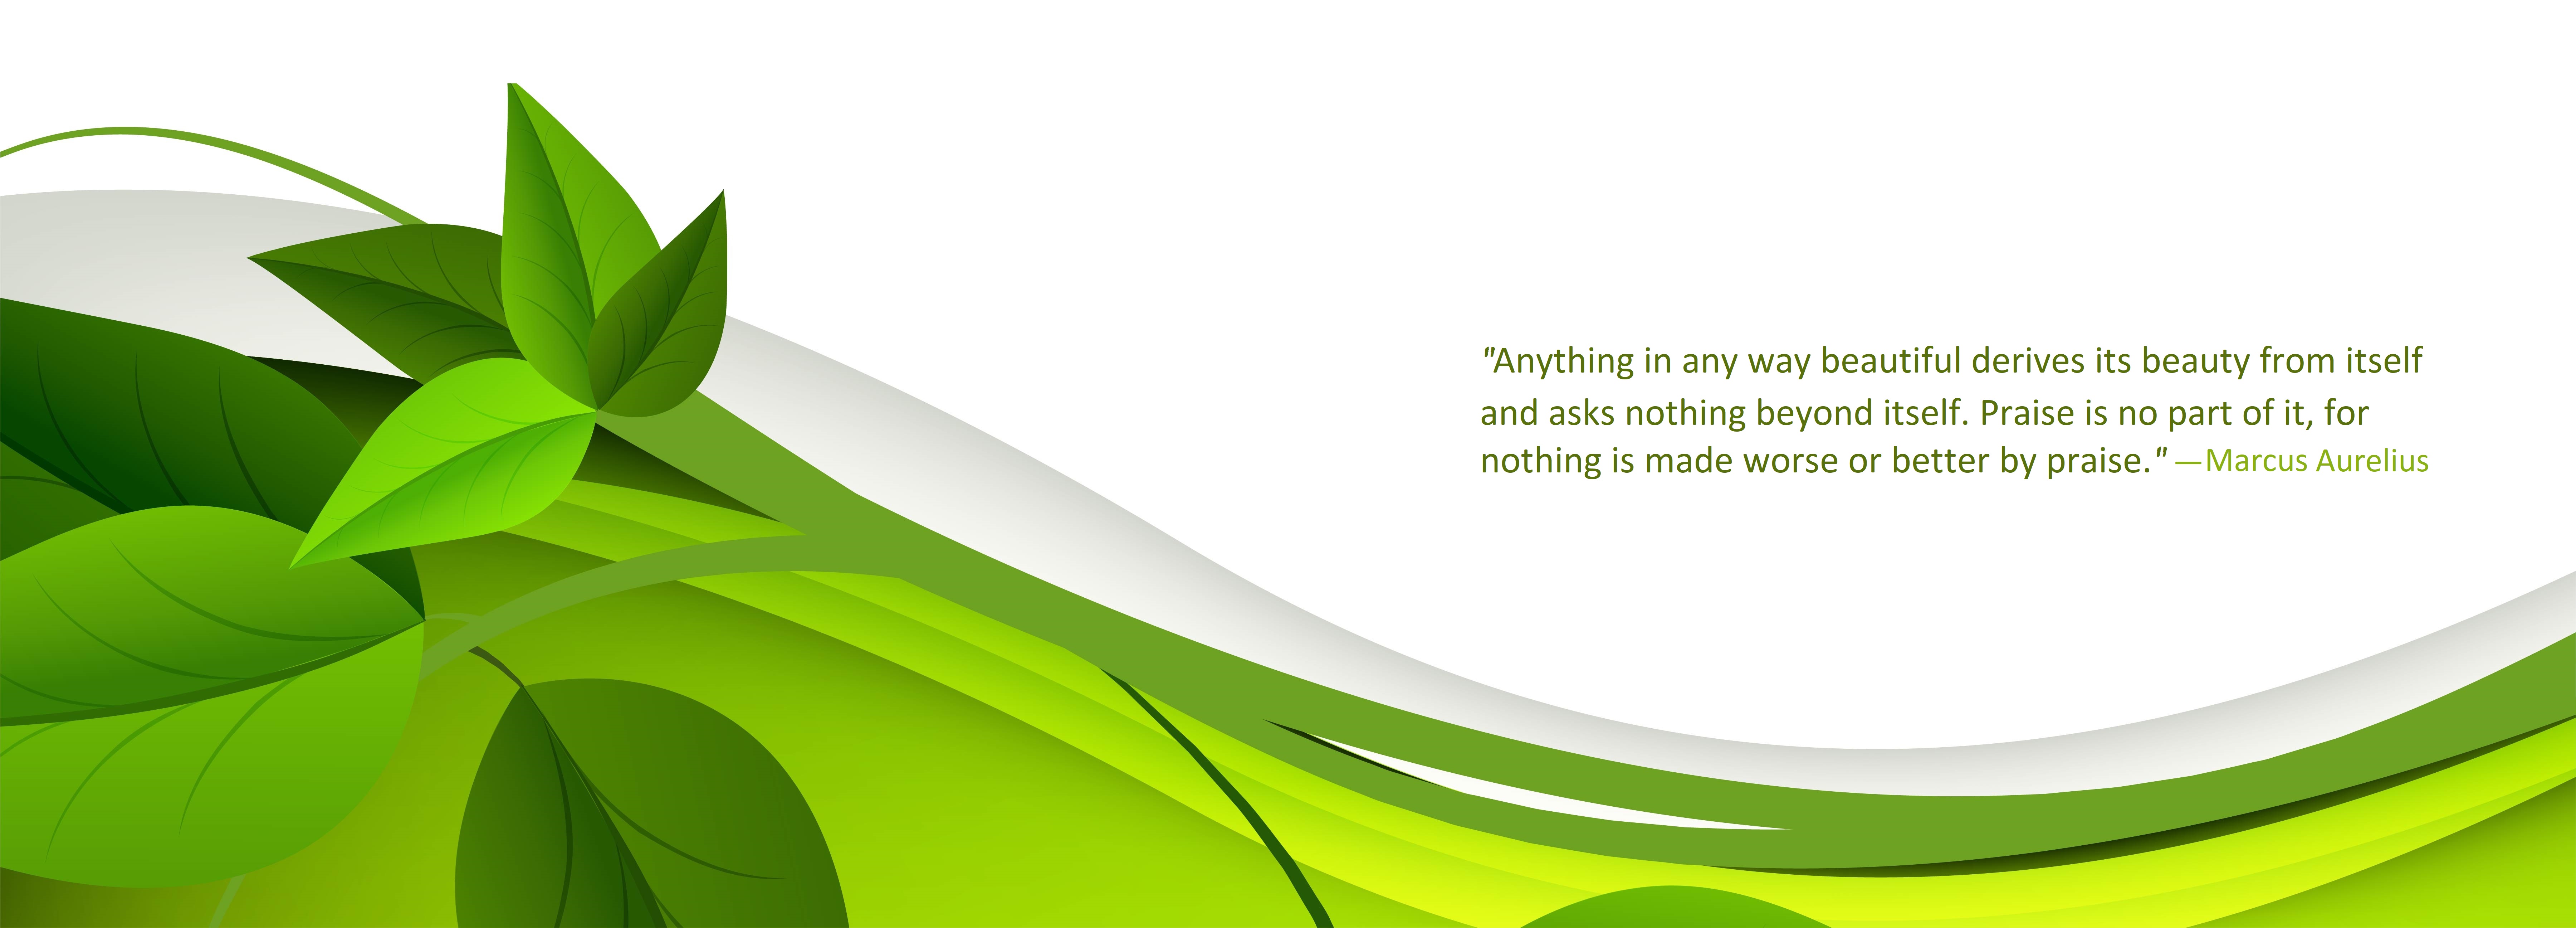 "Anything in any way beautiful derives its beauty from itself
and asks nothing beyond itself. Praise is no part of it, for
nothing is made worse or better by praise." —Marcus Aurelius